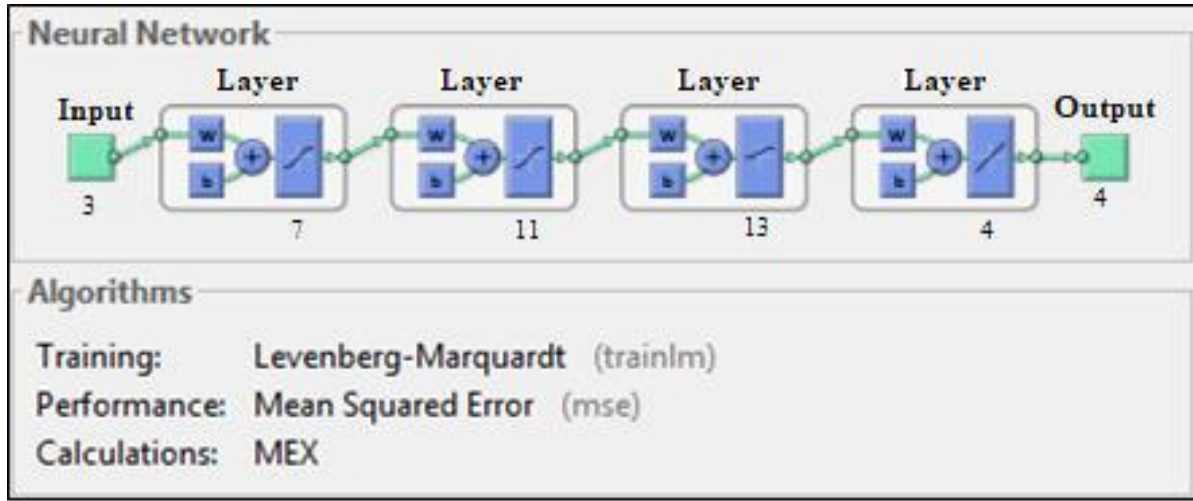 Neural Network
Layer Layer Layer Layer
Input Output
w w w w
b b b b
3 7 11 13 4 4
Algorithms
Training: Levenberg-Marquardt (trainlm)
Performance: Mean Squared Error (mse)
Calculations: MEX